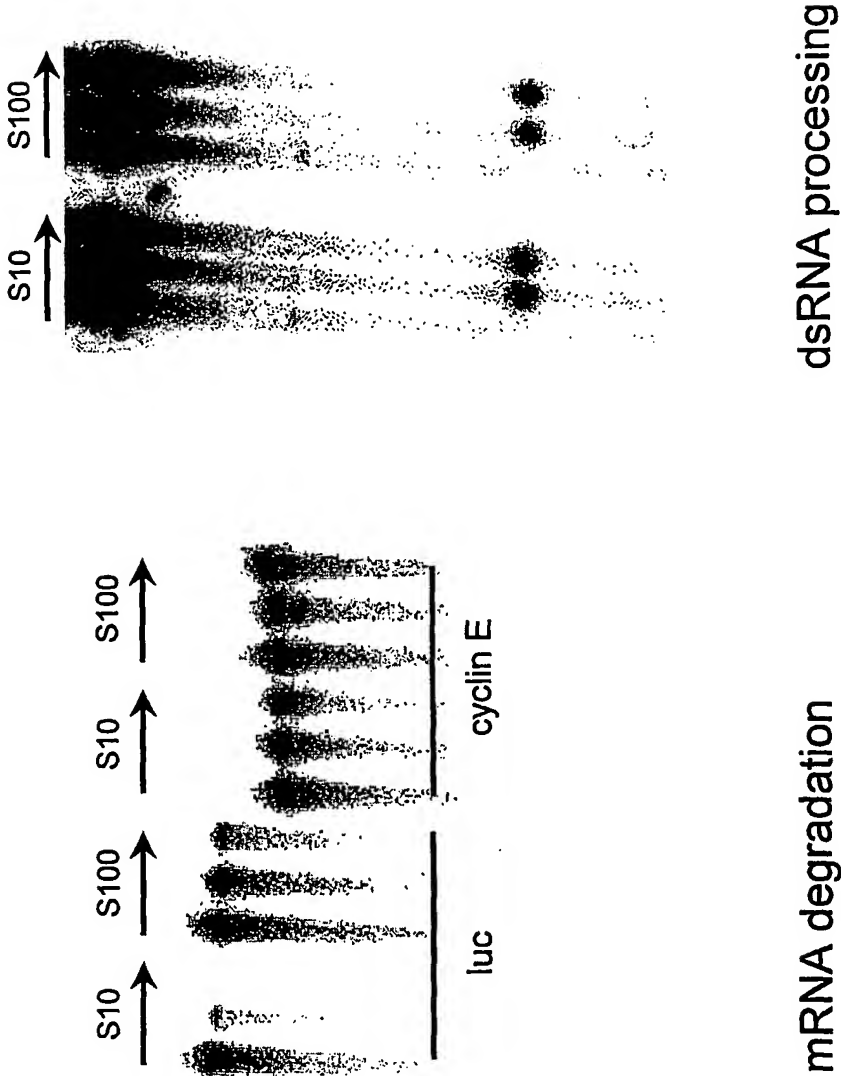 S10
S100
S10
S100
luc
cyclin E
mRNA degradation
S10
S100
dsRNA processing